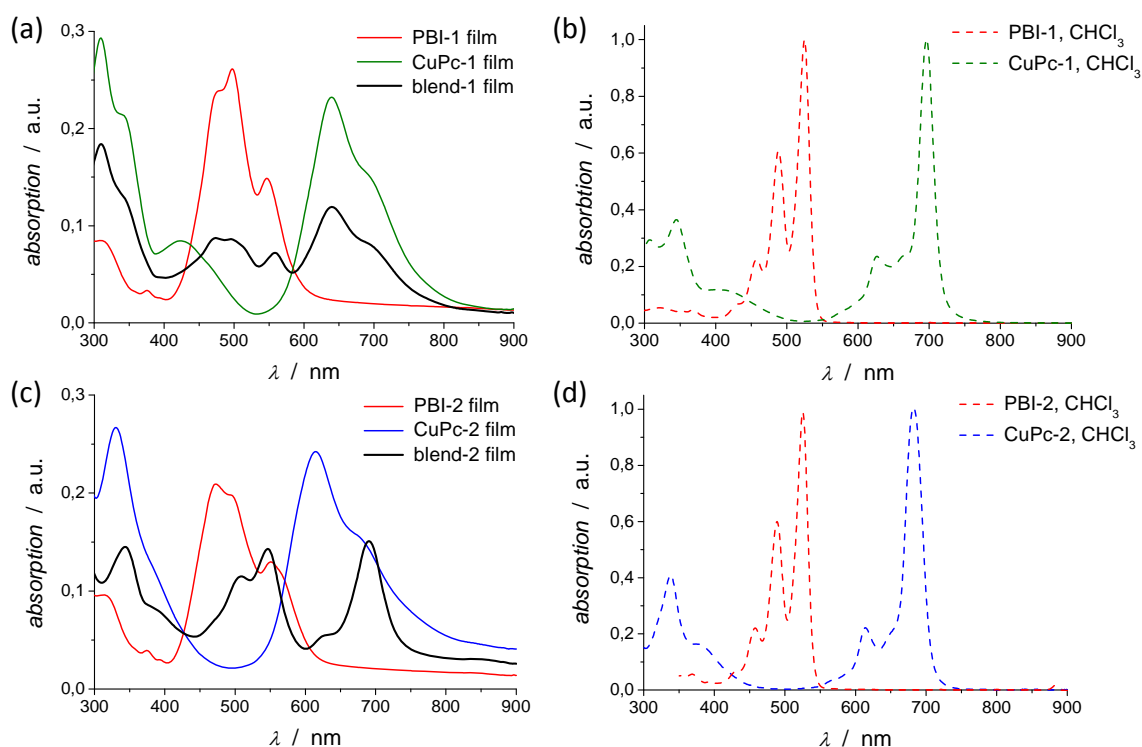 (a)
PBI-1 film
CuPc-1 film
blend-1 film
absorption / a.u.
0,3
0,2
0,1
0,0
300 400 500 600 700 800 900
λ / nm
(b)
PBI-1, CHCl₃
CuPc-1, CHCl₃
absorbtion / a.u.
1,0
0,8
0,6
0,4
0,2
0,0
300 400 500 600 700 800 900
λ / nm
(c)
PBI-2 film
CuPc-2 film
blend-2 film
absorption / a.u.
0,3
0,2
0,1
0,0
300 400 500 600 700 800 900
λ / nm
(d)
PBI-2, CHCl₃
CuPc-2, CHCl₃
absorption / a.u.
1,0
0,8
0,6
0,4
0,2
0,0
300 400 500 600 700 800 900
λ / nm